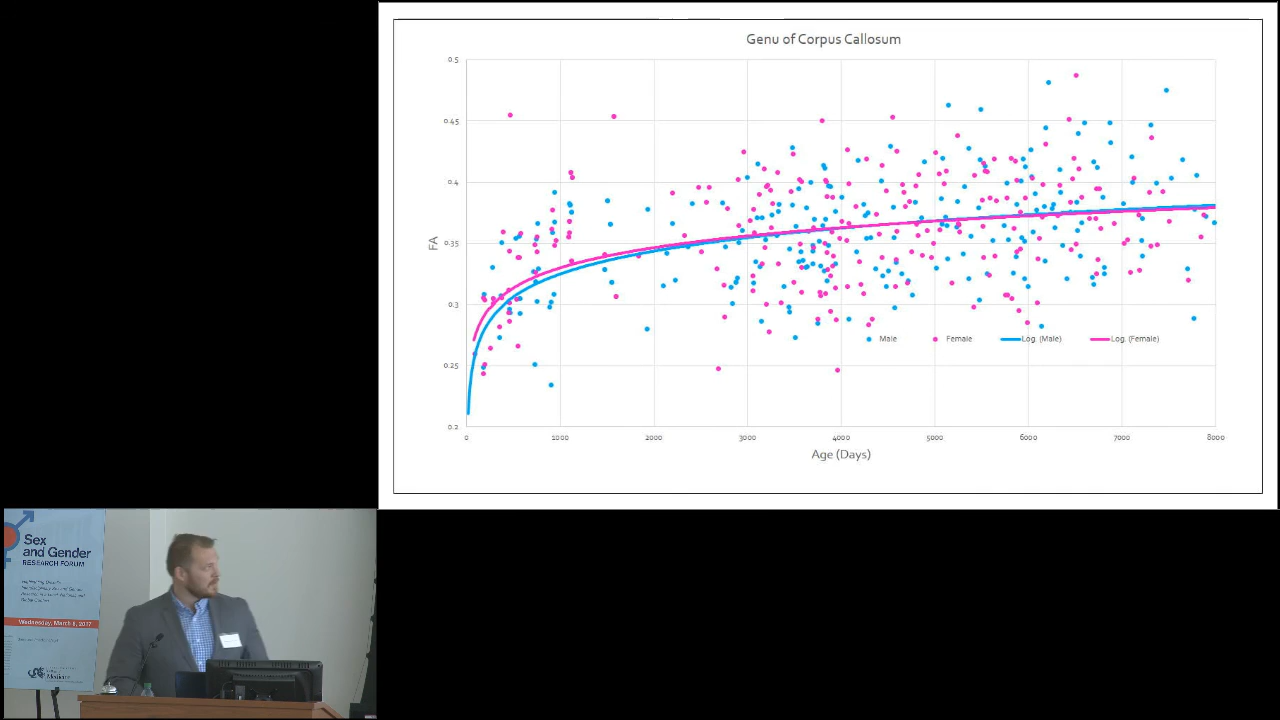 Genu of Corpus Callosum
0.5
0.45
0.4
0.35
0.3
0.25
0.2
FA
Male
Female
Log. (Male)
Log. (Female)
0
1000
2000
3000
4000
5000
6000
7000
8000
Age (Days)
Sex
and Gender
RESEARCH FORUM
Wednesday, March 8, 2017
Medicine